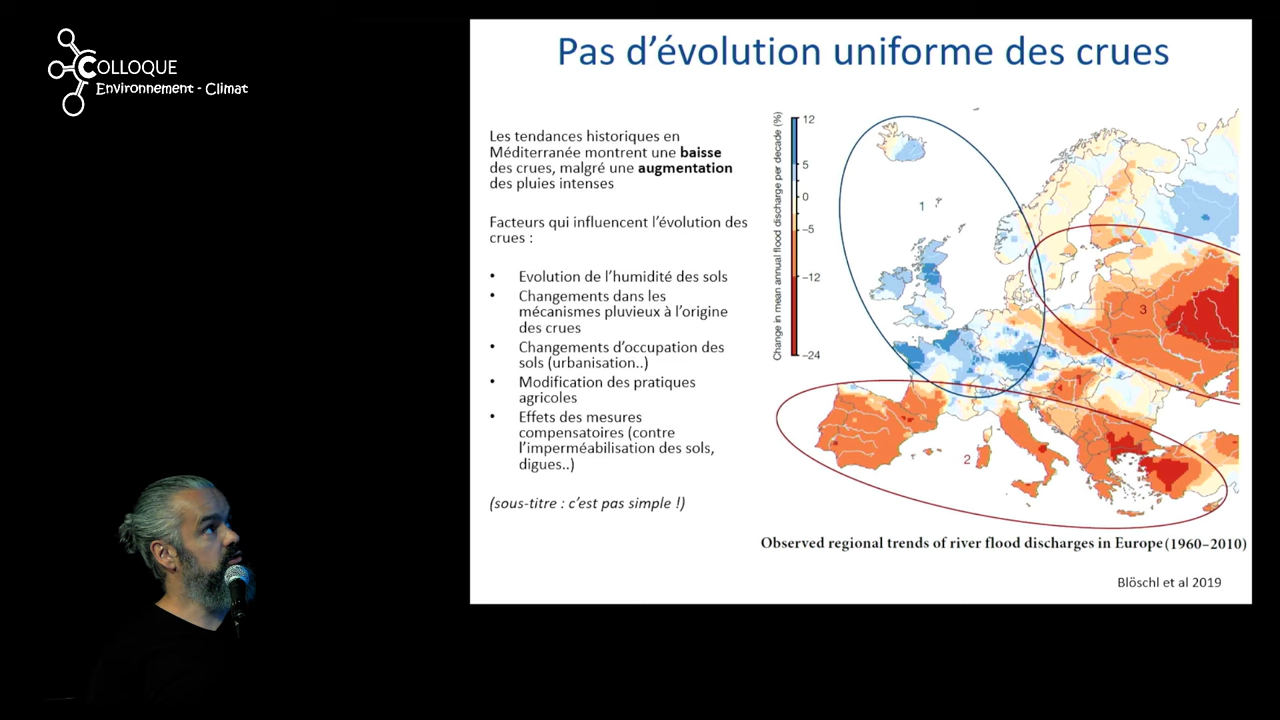 COLLOQUE
Environnement - Climat
Pas d’évolution uniforme des crues
Les tendances historiques en
Méditerranée montrent une baisse
des crues, malgré une augmentation
des pluies intenses
Facteurs qui influencent l’évolution des
crues :
• Evolution de l’humidité des sols
• Changements dans les
mécanismes pluvieux à l’origine
des crues
• Changements d’occupation des
sols (urbanisation..)
• Modification des pratiques
agricoles
• Effets des mesures
compensatoires (contre
l’imperméabilisation des sols,
digues..)
(sous-titre : c’est pas simple !)
Change in mean annual flood discharge per decade (%)
12
5
0
−5
−12
−24
1
3
2
Observed regional trends of river flood discharges in Europe (1960–2010)
Blöschl et al 2019